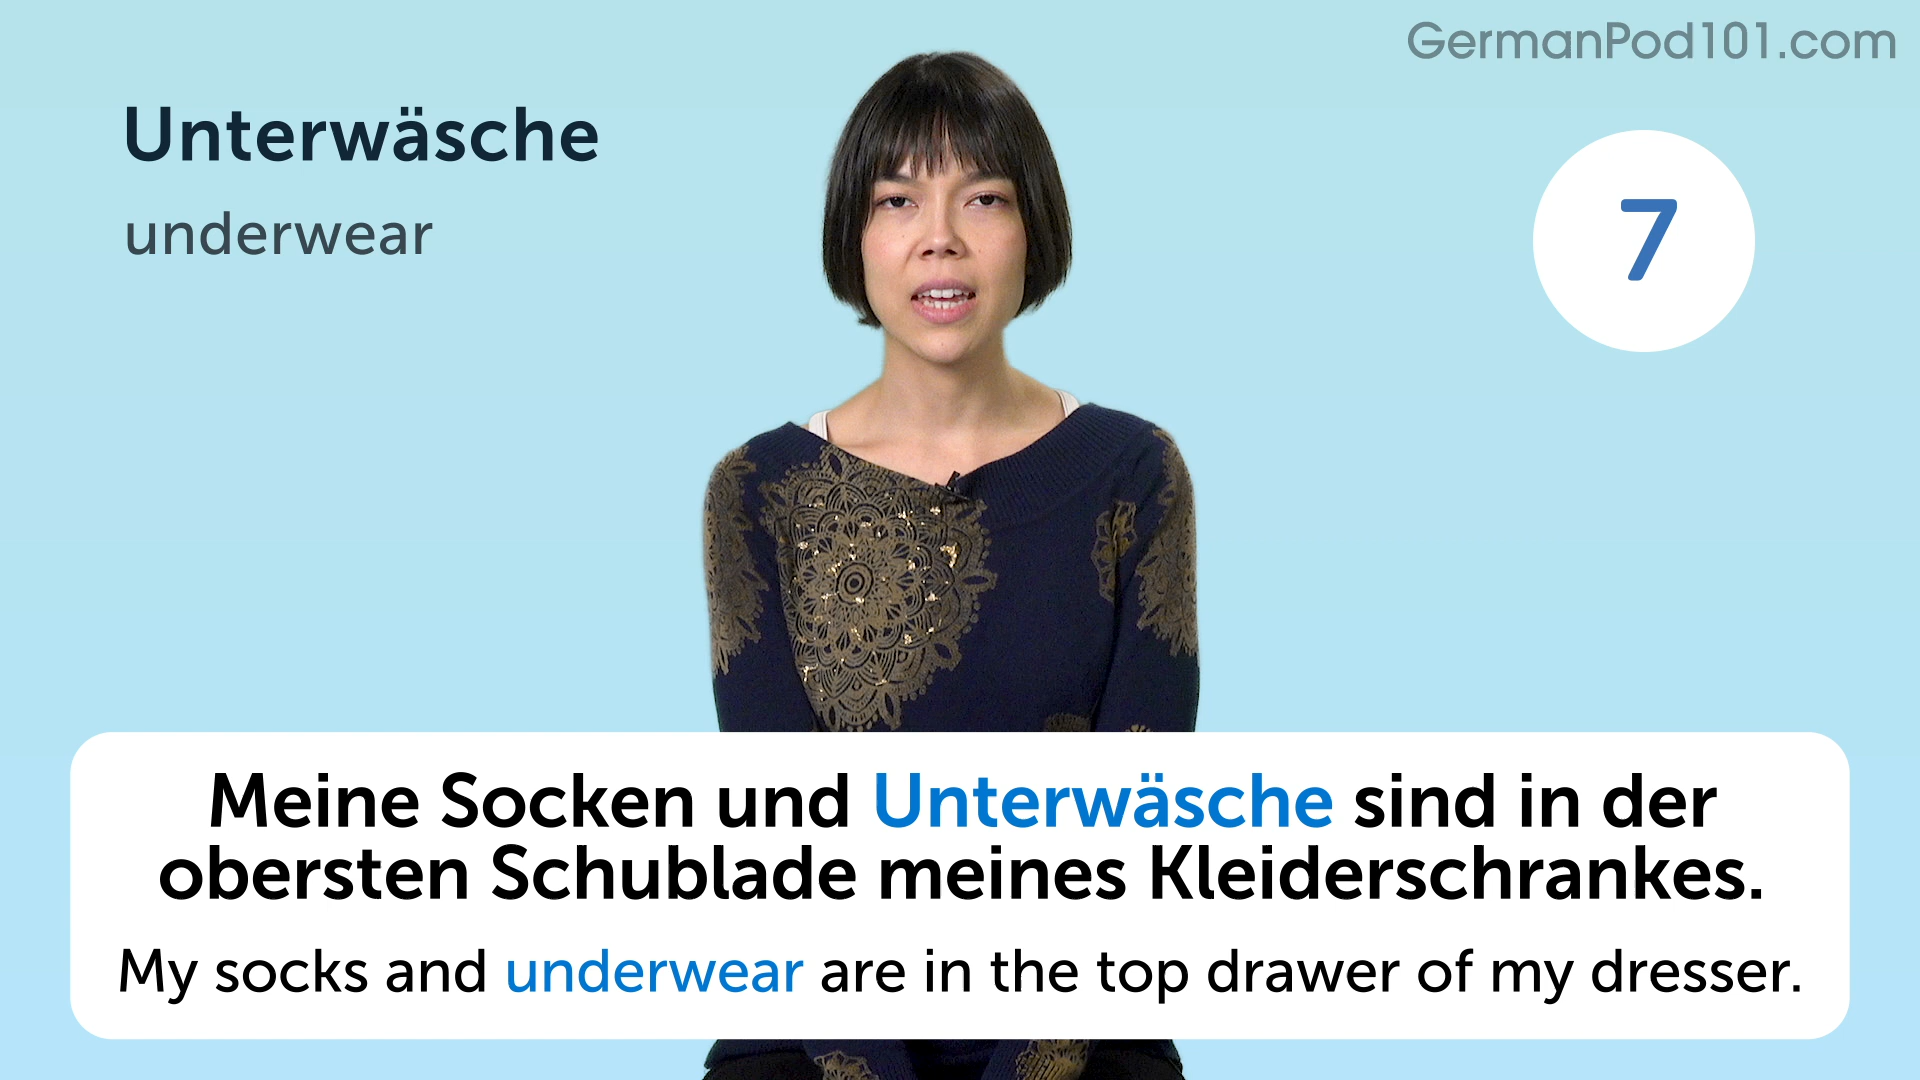 GermanPod101.com
Unterwäsche
underwear
7
Meine Socken und Unterwäsche sind in der
obersten Schublade meines Kleiderschrankes.
My socks and underwear are in the top drawer of my dresser.